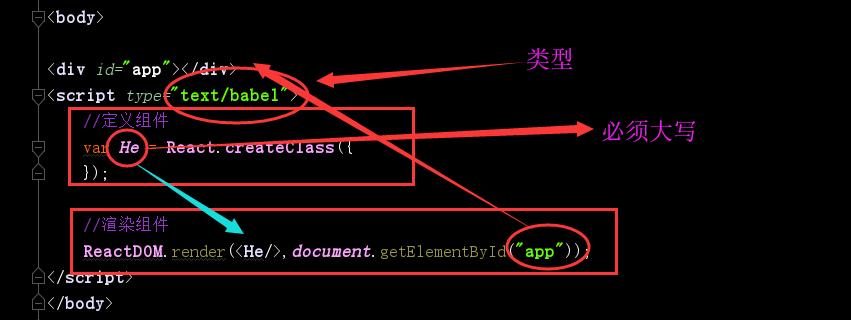 <body>
<div id="app"></div>
类型
<script type="text/babel">
//定义组件
var He = React.createClass({
必须大写
});
//渲染组件
ReactDOM.render(<He/>,document.getElementById("app"));
</script>
</body>